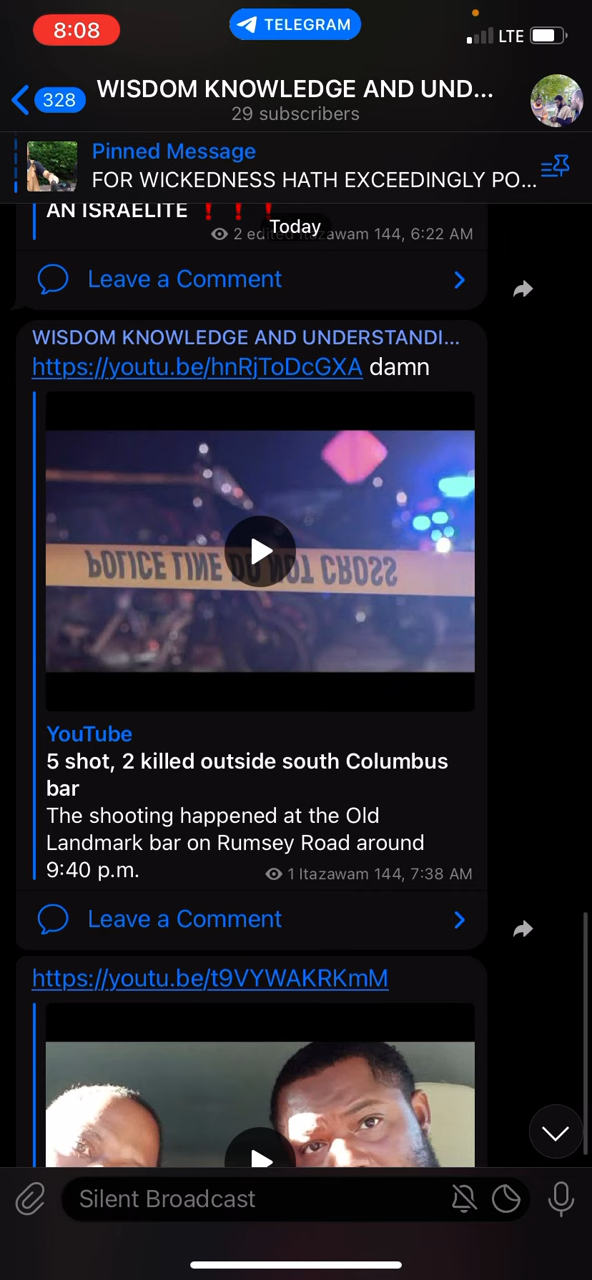 8:08
TELEGRAM
LTE
328
WISDOM KNOWLEDGE AND UND...
29 subscribers
Pinned Message
FOR WICKEDNESS HATH EXCEEDINGLY PO...
AN ISRAELITE ❗❗❗
Today
2 edited Itazawam 144, 6:22 AM
Leave a Comment
WISDOM KNOWLEDGE AND UNDERSTANDI...
https://youtu.be/hnRjToDcGXA damn
POLICE LINE DO NOT CROSS
YouTube
5 shot, 2 killed outside south Columbus
bar
The shooting happened at the Old
Landmark bar on Rumsey Road around
9:40 p.m.
1 Itazawam 144, 7:38 AM
Leave a Comment
https://youtu.be/t9VYWAKRKmM
Silent Broadcast